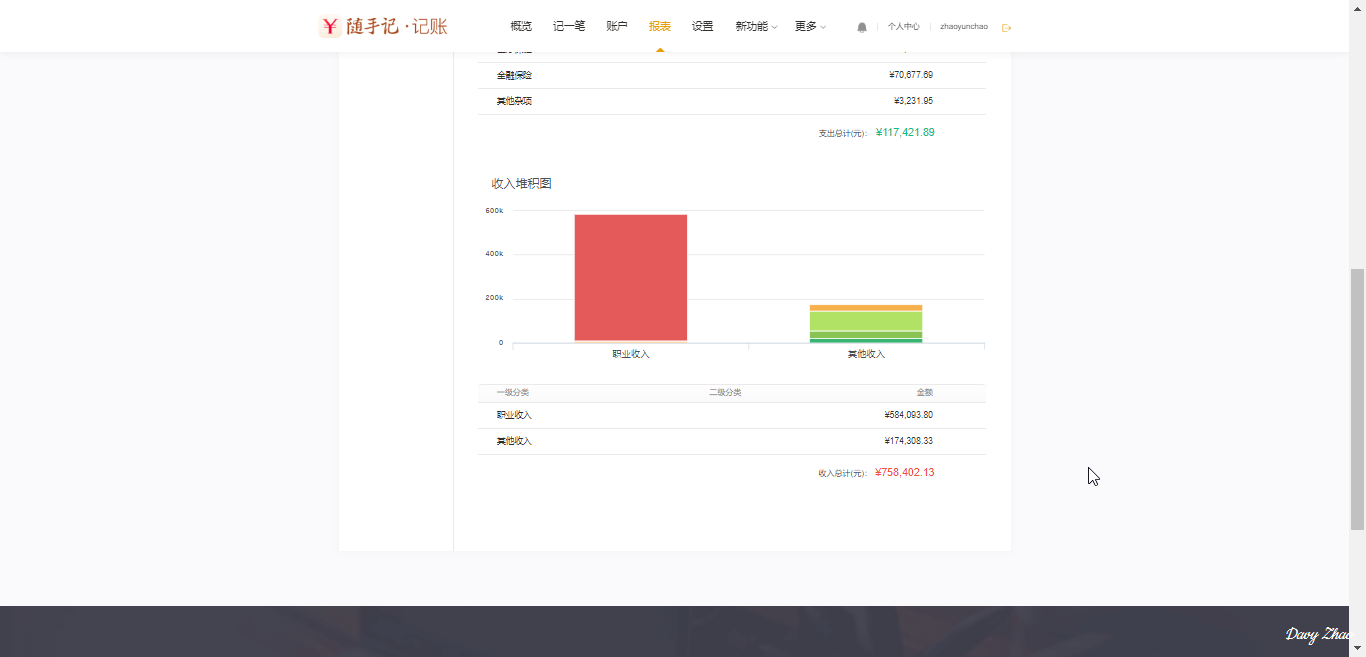 随手记·记账 概览 记一笔 账户 报表 设置 新功能 更多 个人中心 zhaoyunchao
金融保险 ¥70,677.69
其他杂项 ¥3,231.95
支出总计(元): ¥117,421.89
收入堆积图
600k
400k
200k
0
职业收入 其他收入
一级分类 二级分类 金额
职业收入 ¥584,093.80
其他收入 ¥174,308.33
收入总计(元): ¥758,402.13
Davy Zhao